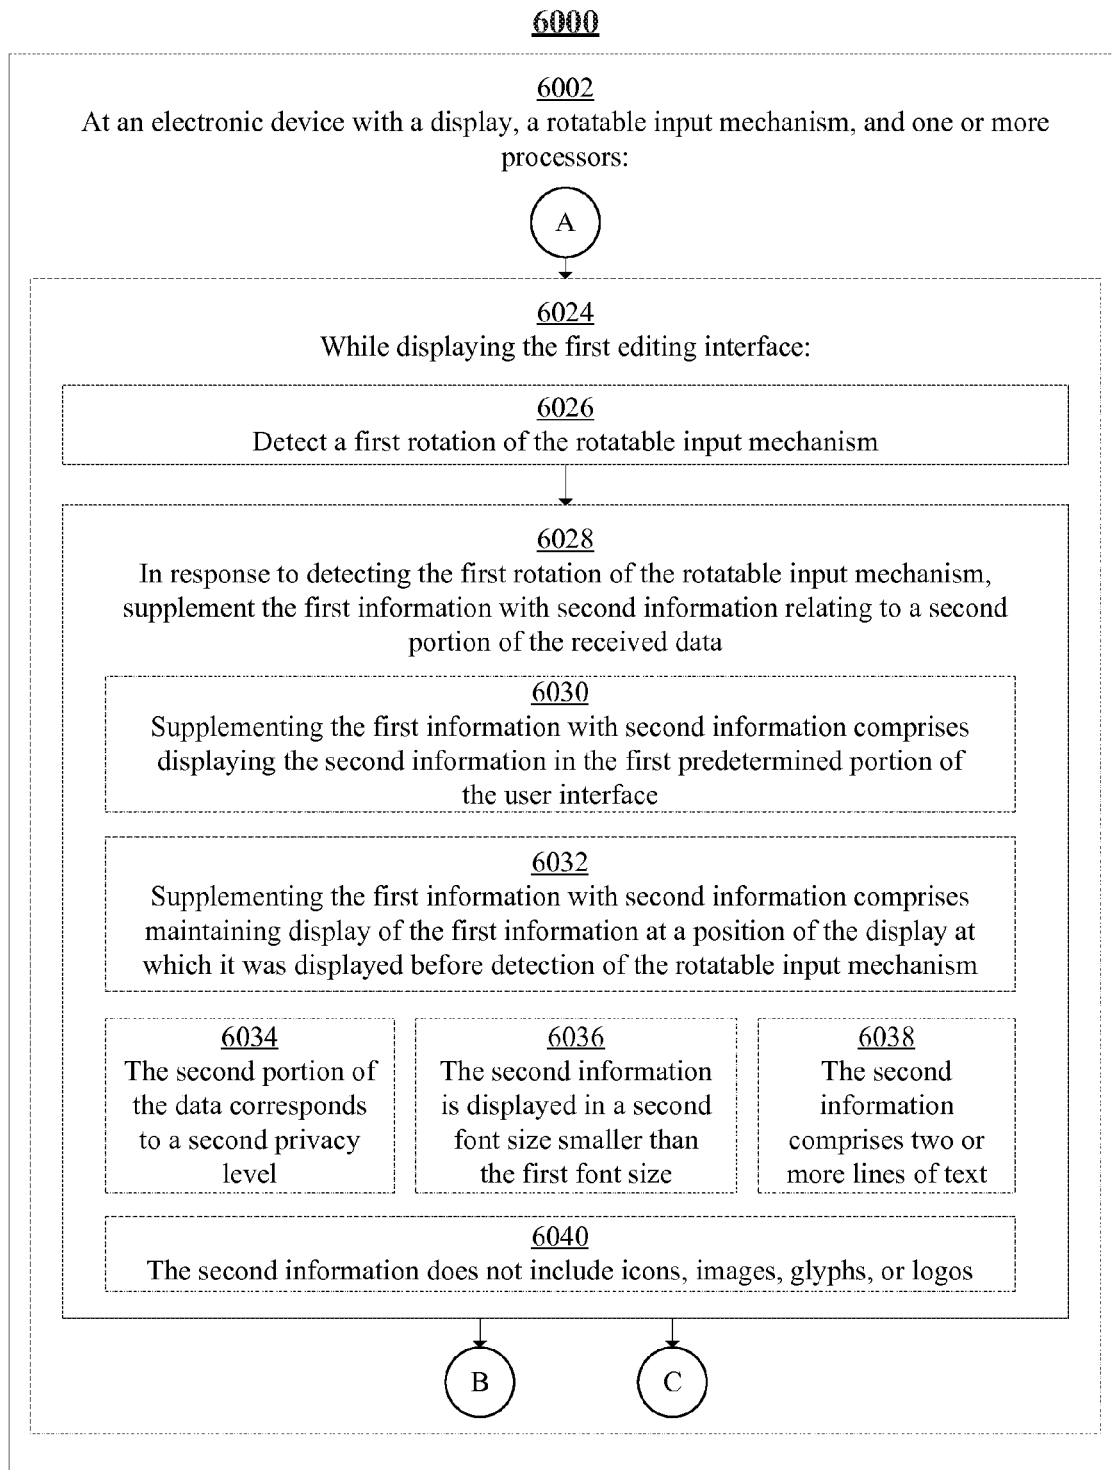 6000
6002
At an electronic device with a display, a rotatable input mechanism, and one or more
processors:
A
6024
While displaying the first editing interface:
6026
Detect a first rotation of the rotatable input mechanism
6028
In response to detecting the first rotation of the rotatable input mechanism,
supplement the first information with second information relating to a second
portion of the received data
6030
Supplementing the first information with second information comprises
displaying the second information in the first predetermined portion of
the user interface
6032
Supplementing the first information with second information comprises
maintaining display of the first information at a position of the display at
which it was displayed before detection of the rotatable input mechanism
6034
The second portion of
the data corresponds
to a second privacy
level
6036
The second information
is displayed in a second
font size smaller than
the first font size
6038
The second
information
comprises two or
more lines of text
6040
The second information does not include icons, images, glyphs, or logos
B
C